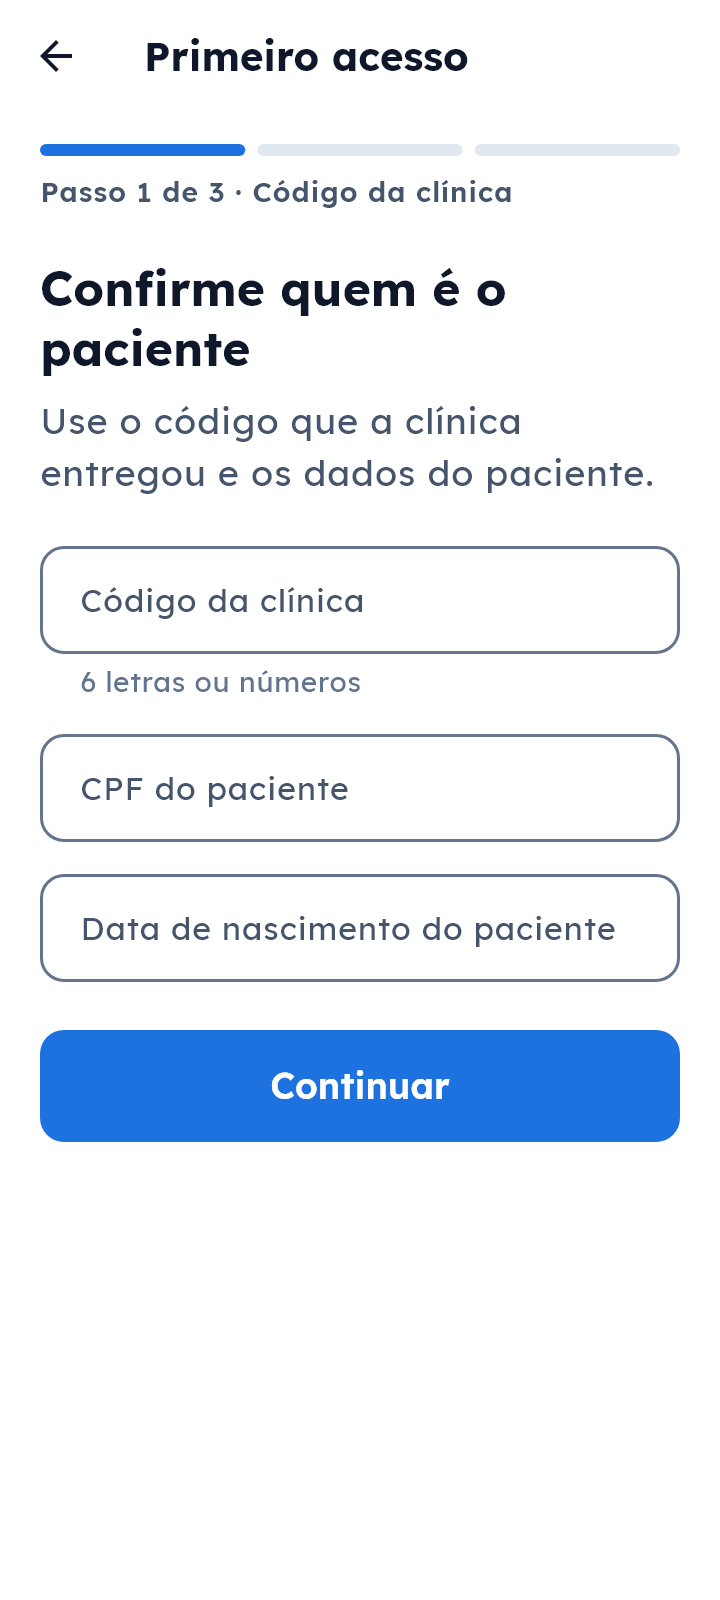 Primeiro acesso
Passo 1 de 3 · Código da clínica
Confirme quem é o
paciente
Use o código que a clínica
entregou e os dados do paciente.
Código da clínica
6 letras ou números
CPF do paciente
Data de nascimento do paciente
Continuar